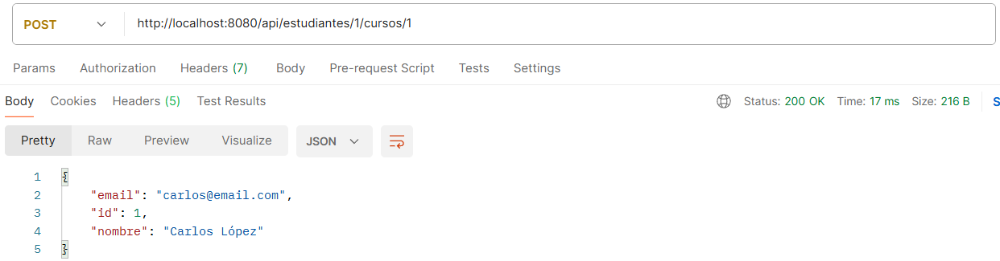 POST http://localhost:8080/api/estudiantes/1/cursos/1
Params Authorization Headers (7) Body Pre-request Script Tests Settings
Body Cookies Headers (5) Test Results Status: 200 OK Time: 17 ms Size: 216 B S
Pretty Raw Preview Visualize JSON
1 {
2 "email": "carlos@email.com",
3 "id": 1,
4 "nombre": "Carlos López"
5 }